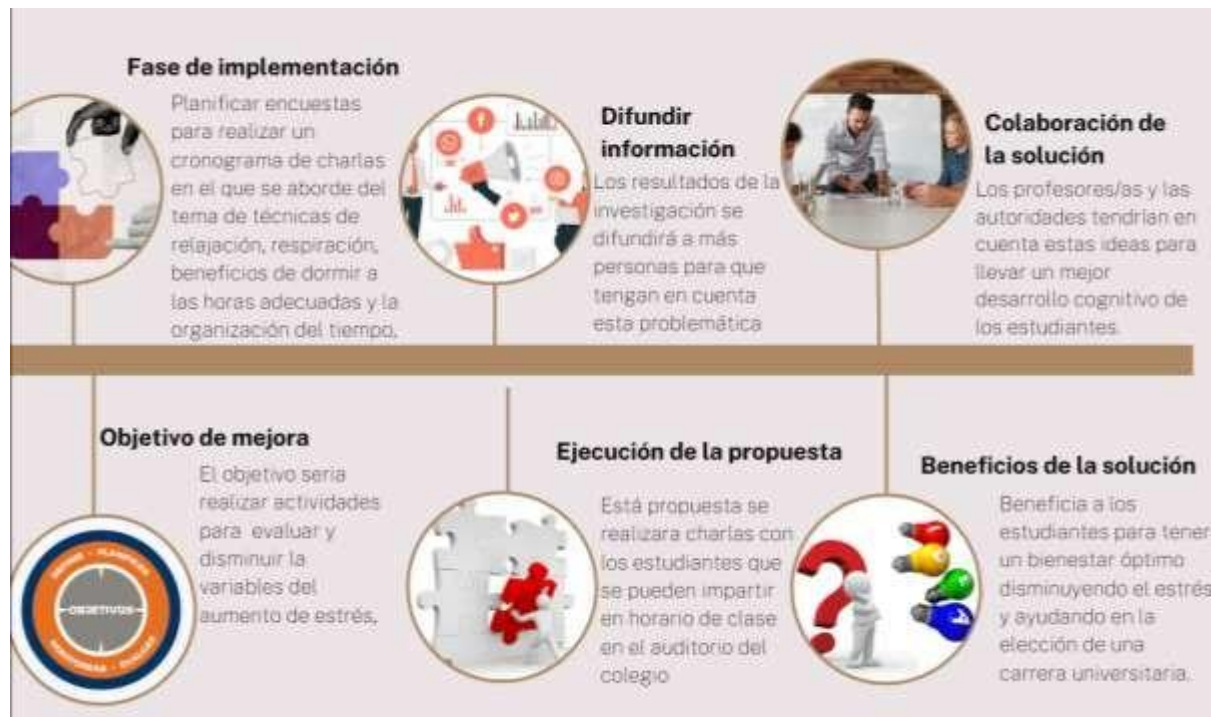 Fase de implementación
Planificar encuestas
para realizar un
cronograma de charlas
en el que se aborde del
tema de técnicas de
relajación, respiración,
beneficios de dormir a
las horas adecuadas y la
organización del tiempo.
Difundir
información
Los resultados de la
investigación se
difundirá a más
personas para que
tengan en cuenta
esta problemática
Colaboración de
la solución
Los profesores/as y las
autoridades tendrían en
cuenta estas ideas para
llevar un mejor
desarrollo cognitivo de
los estudiantes.
Objetivo de mejora
El objetivo seria
realizar actividades
para evaluar y
disminuir la
variables del
aumento de estrés.
OBJETIVOS
Ejecución de la propuesta
Está propuesta se
realizara charlas con
los estudiantes que
se pueden impartir
en horario de clase
en el auditorio del
colegio
Beneficios de la solución
Beneficia a los
estudiantes para tener
un bienestar óptimo
disminuyendo el estrés
y ayudando en la
elección de una
carrera universitaria.